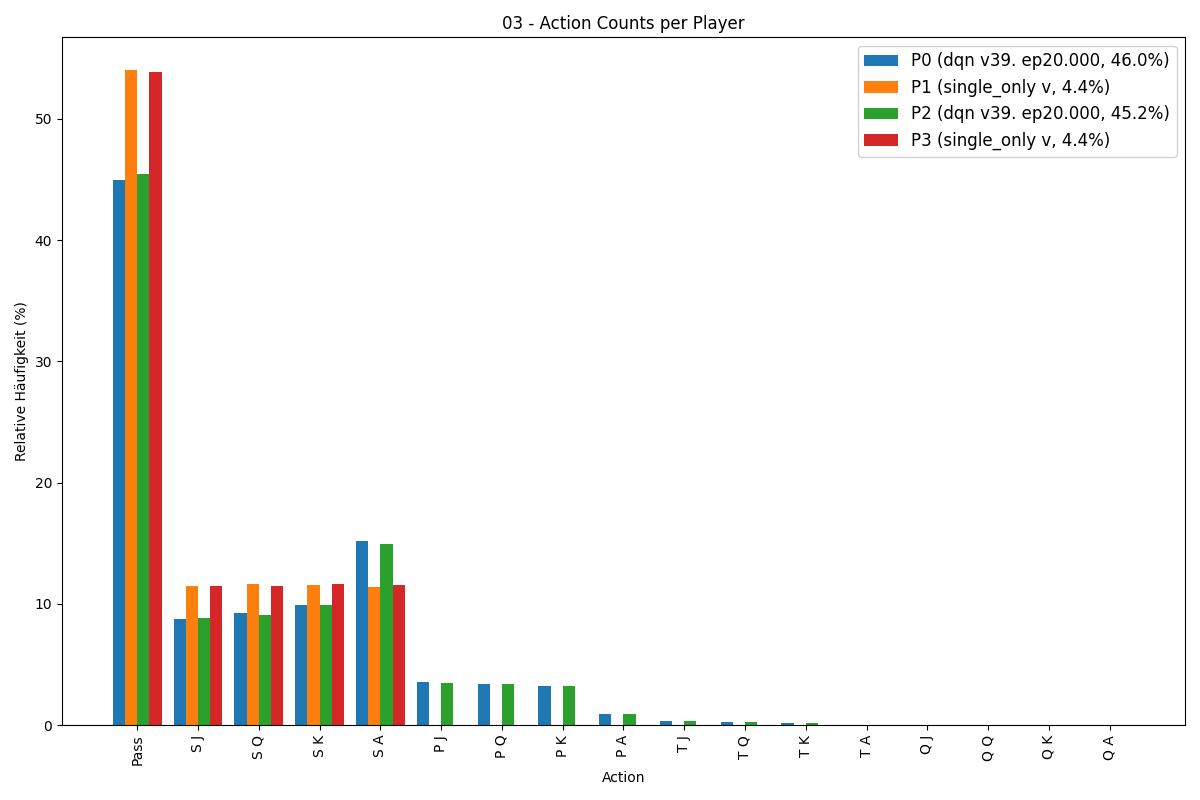 03 - Action Counts per Player
P0 (dqn v39. ep20.000, 46.0%)
P1 (single_only v, 4.4%)
P2 (dqn v39. ep20.000, 45.2%)
P3 (single_only v, 4.4%)
Relative Häufigkeit (%)
50
40
30
20
10
0
Pass
S J
S Q
S K
S A
P J
P Q
P K
P A
T J
T Q
T K
T A
Q J
Q Q
Q K
Q A
Action